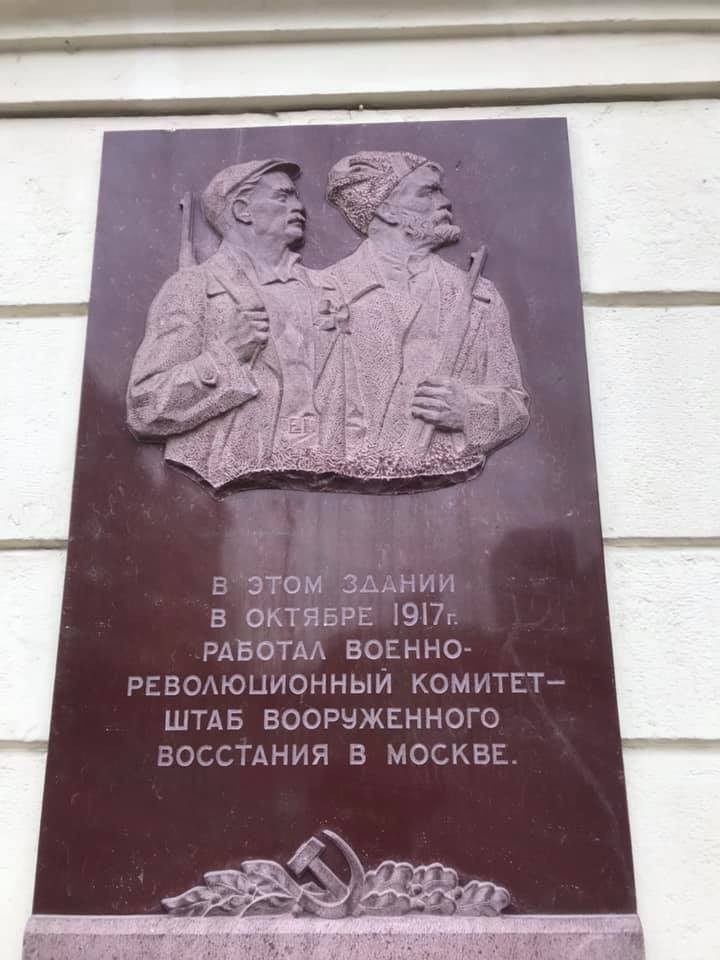 В ЭТОМ ЗДАНИИ
В ОКТЯБРЕ 1917г.
РАБОТАЛ ВОЕННО-
РЕВОЛЮЦИОННЫЙ КОМИТЕТ—
ШТАБ ВООРУЖЕННОГО
ВОССТАНИЯ В МОСКВЕ.